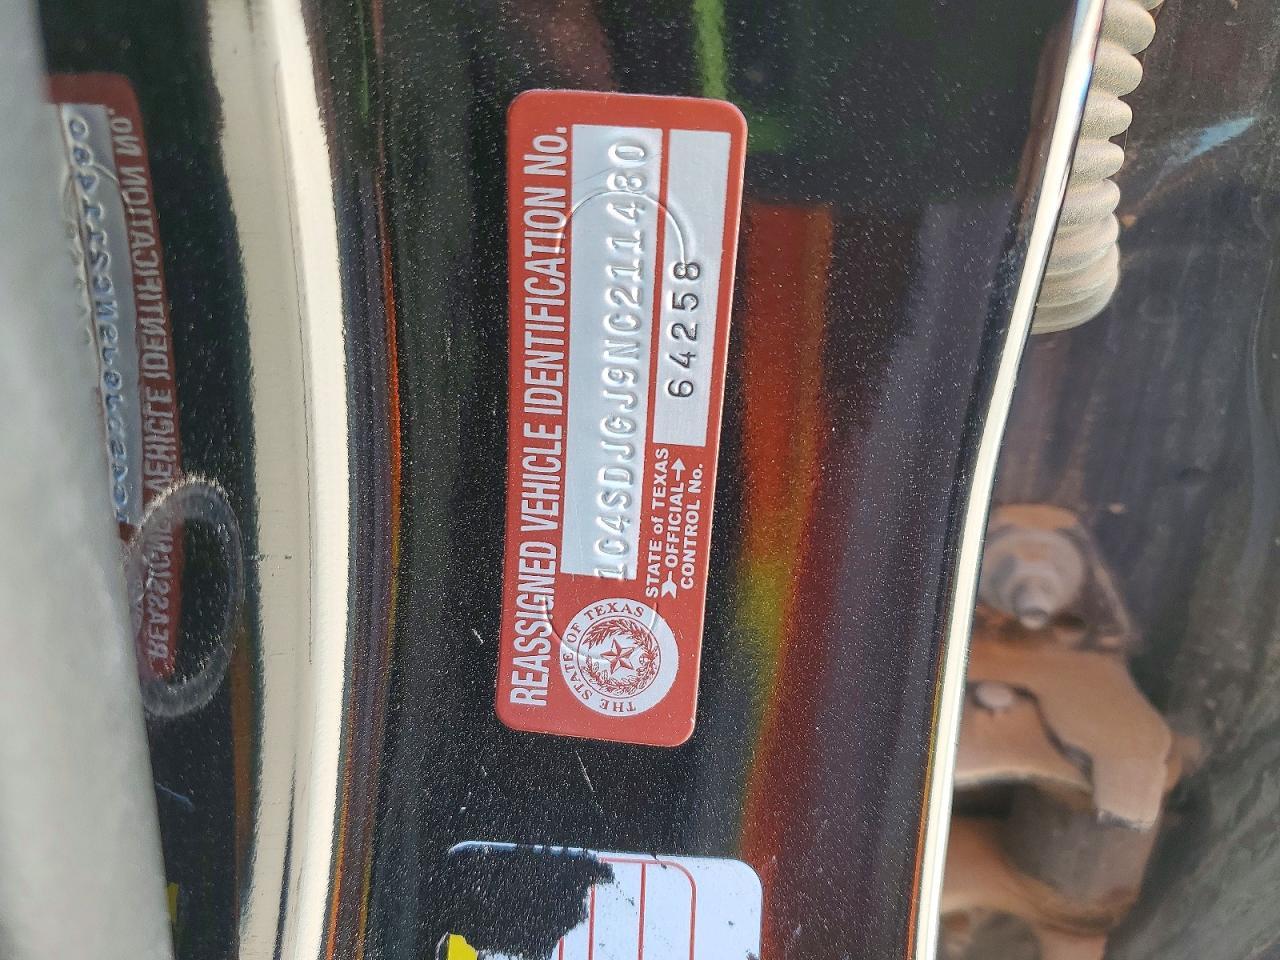 REASSIGNED VEHICLE IDENTIFICATION No.
1C4SDJGJ9NC211480
STATE of TEXAS
OFFICIAL
CONTROL No.
64258
THE STATE OF TEXAS